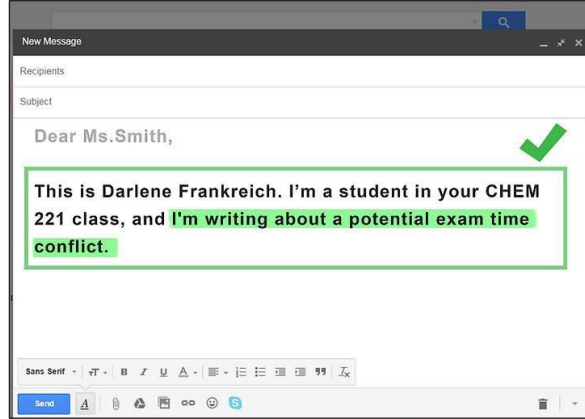 New Message
Recipients
Subject
Dear Ms.Smith,
This is Darlene Frankreich. I'm a student in your CHEM
221 class, and I'm writing about a potential exam time
conflict.
Sans Serif
Send